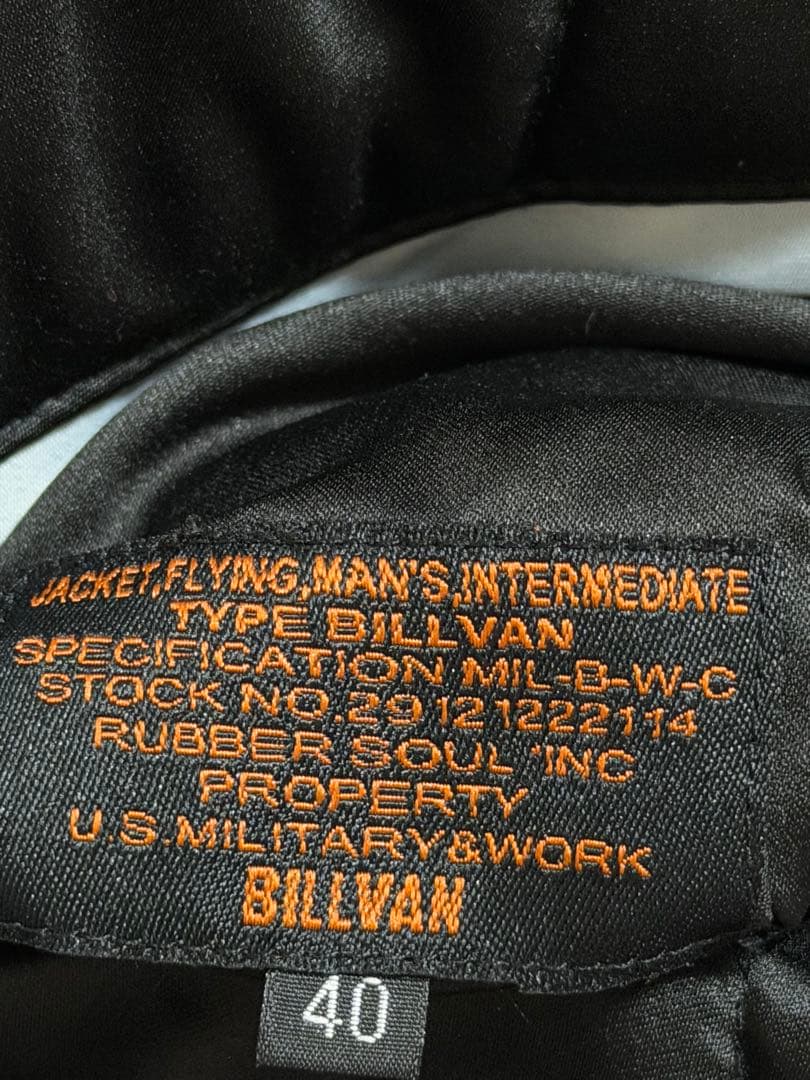 JACKET,FLYING,MAN'S,INTERMEDIATE
TYPE BILLVAN
SPECIFICATION MIL-B-W-C
STOCK NO.29 12 1222114
RUBBER SOUL 'INC
PROPERTY
U.S.MILITARY&WORK
BILLVAN
40